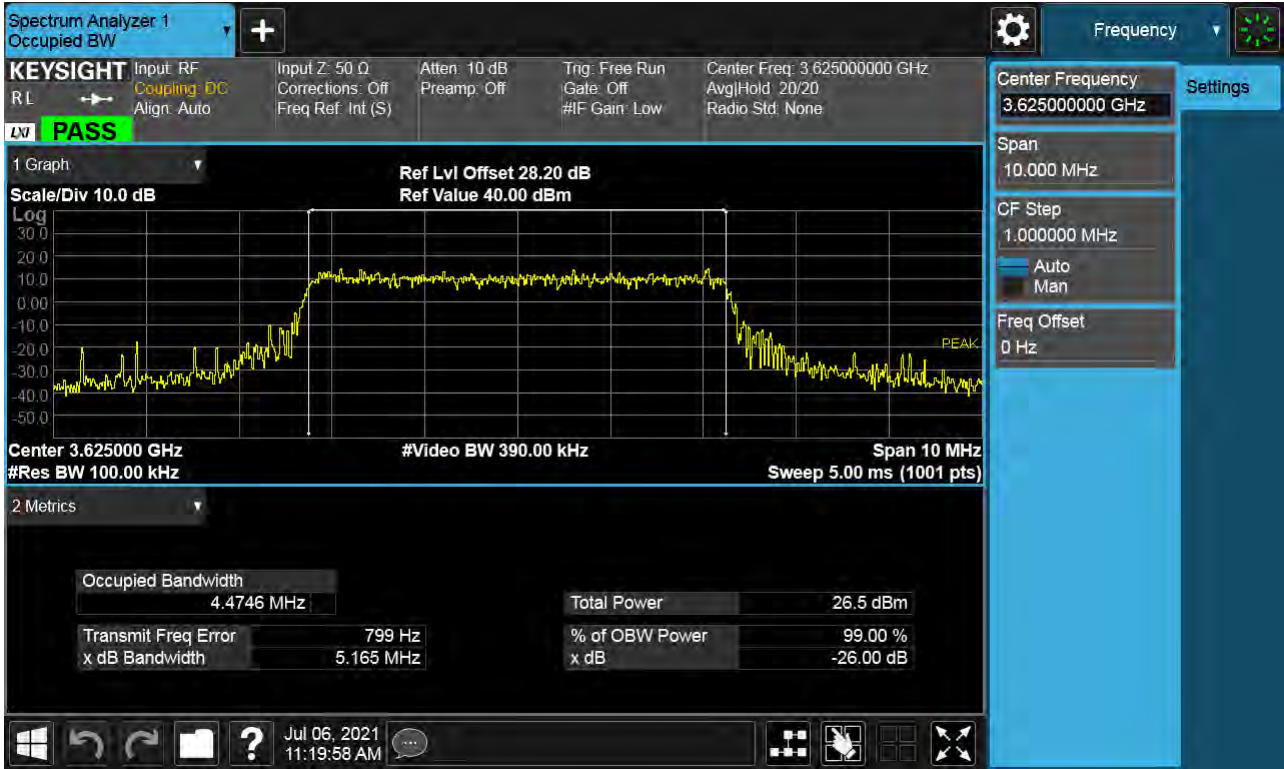 Spectrum Analyzer 1
Occupied BW
+
Frequency
KEYSIGHT
RL
LXI
PASS
Input: RF
Coupling: DC
Align: Auto
Input Z: 50 Ω
Corrections: Off
Freq Ref: Int (S)
Atten: 10 dB
Preamp: Off
Trig: Free Run
Gate: Off
#IF Gain: Low
Center Freq: 3.625000000 GHz
Avg|Hold: 20/20
Radio Std: None
Center Frequency
3.625000000 GHz
Settings
Span
10.000 MHz
CF Step
1.000000 MHz
Auto
Man
Freq Offset
0 Hz
1 Graph
Scale/Div 10.0 dB
Ref Lvl Offset 28.20 dB
Ref Value 40.00 dBm
Log
30.0
20.0
10.0
0.00
-10.0
-20.0
-30.0
-40.0
-50.0
PEAK
Center 3.625000 GHz
#Video BW 390.00 kHz
Span 10 MHz
#Res BW 100.00 kHz
Sweep 5.00 ms (1001 pts)
2 Metrics
Occupied Bandwidth
4.4746 MHz
Total Power 26.5 dBm
Transmit Freq Error 799 Hz
% of OBW Power 99.00 %
x dB Bandwidth 5.165 MHz
x dB -26.00 dB
?
Jul 06, 2021
11:19:58 AM